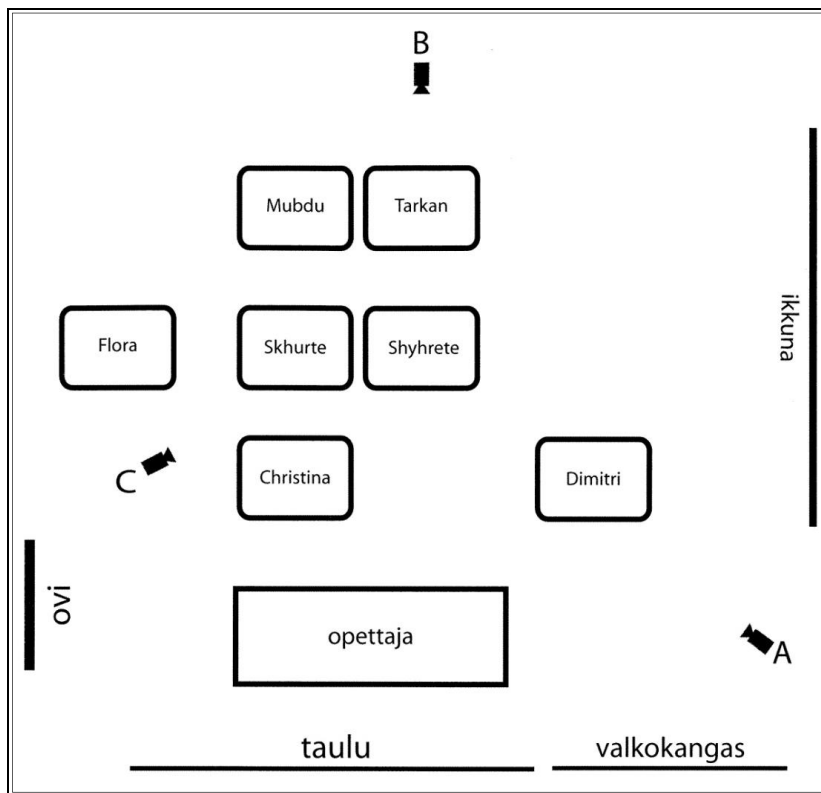 B
Mubdu
Tarkan
ikkuna
Flora
Skhurte
Shyhrete
C
Christina
Dimitri
ovi
opettaja
A
taulu
valkokangas